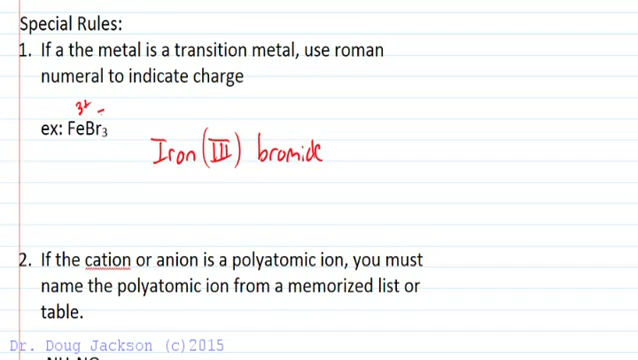 Special Rules:
1. If a the metal is a transition metal, use roman
numeral to indicate charge
3+ -
ex: FeBr3
Iron (III) bromide
2. If the cation or anion is a polyatomic ion, you must
name the polyatomic ion from a memorized list or
table.
Dr. Doug Jackson (c)2015